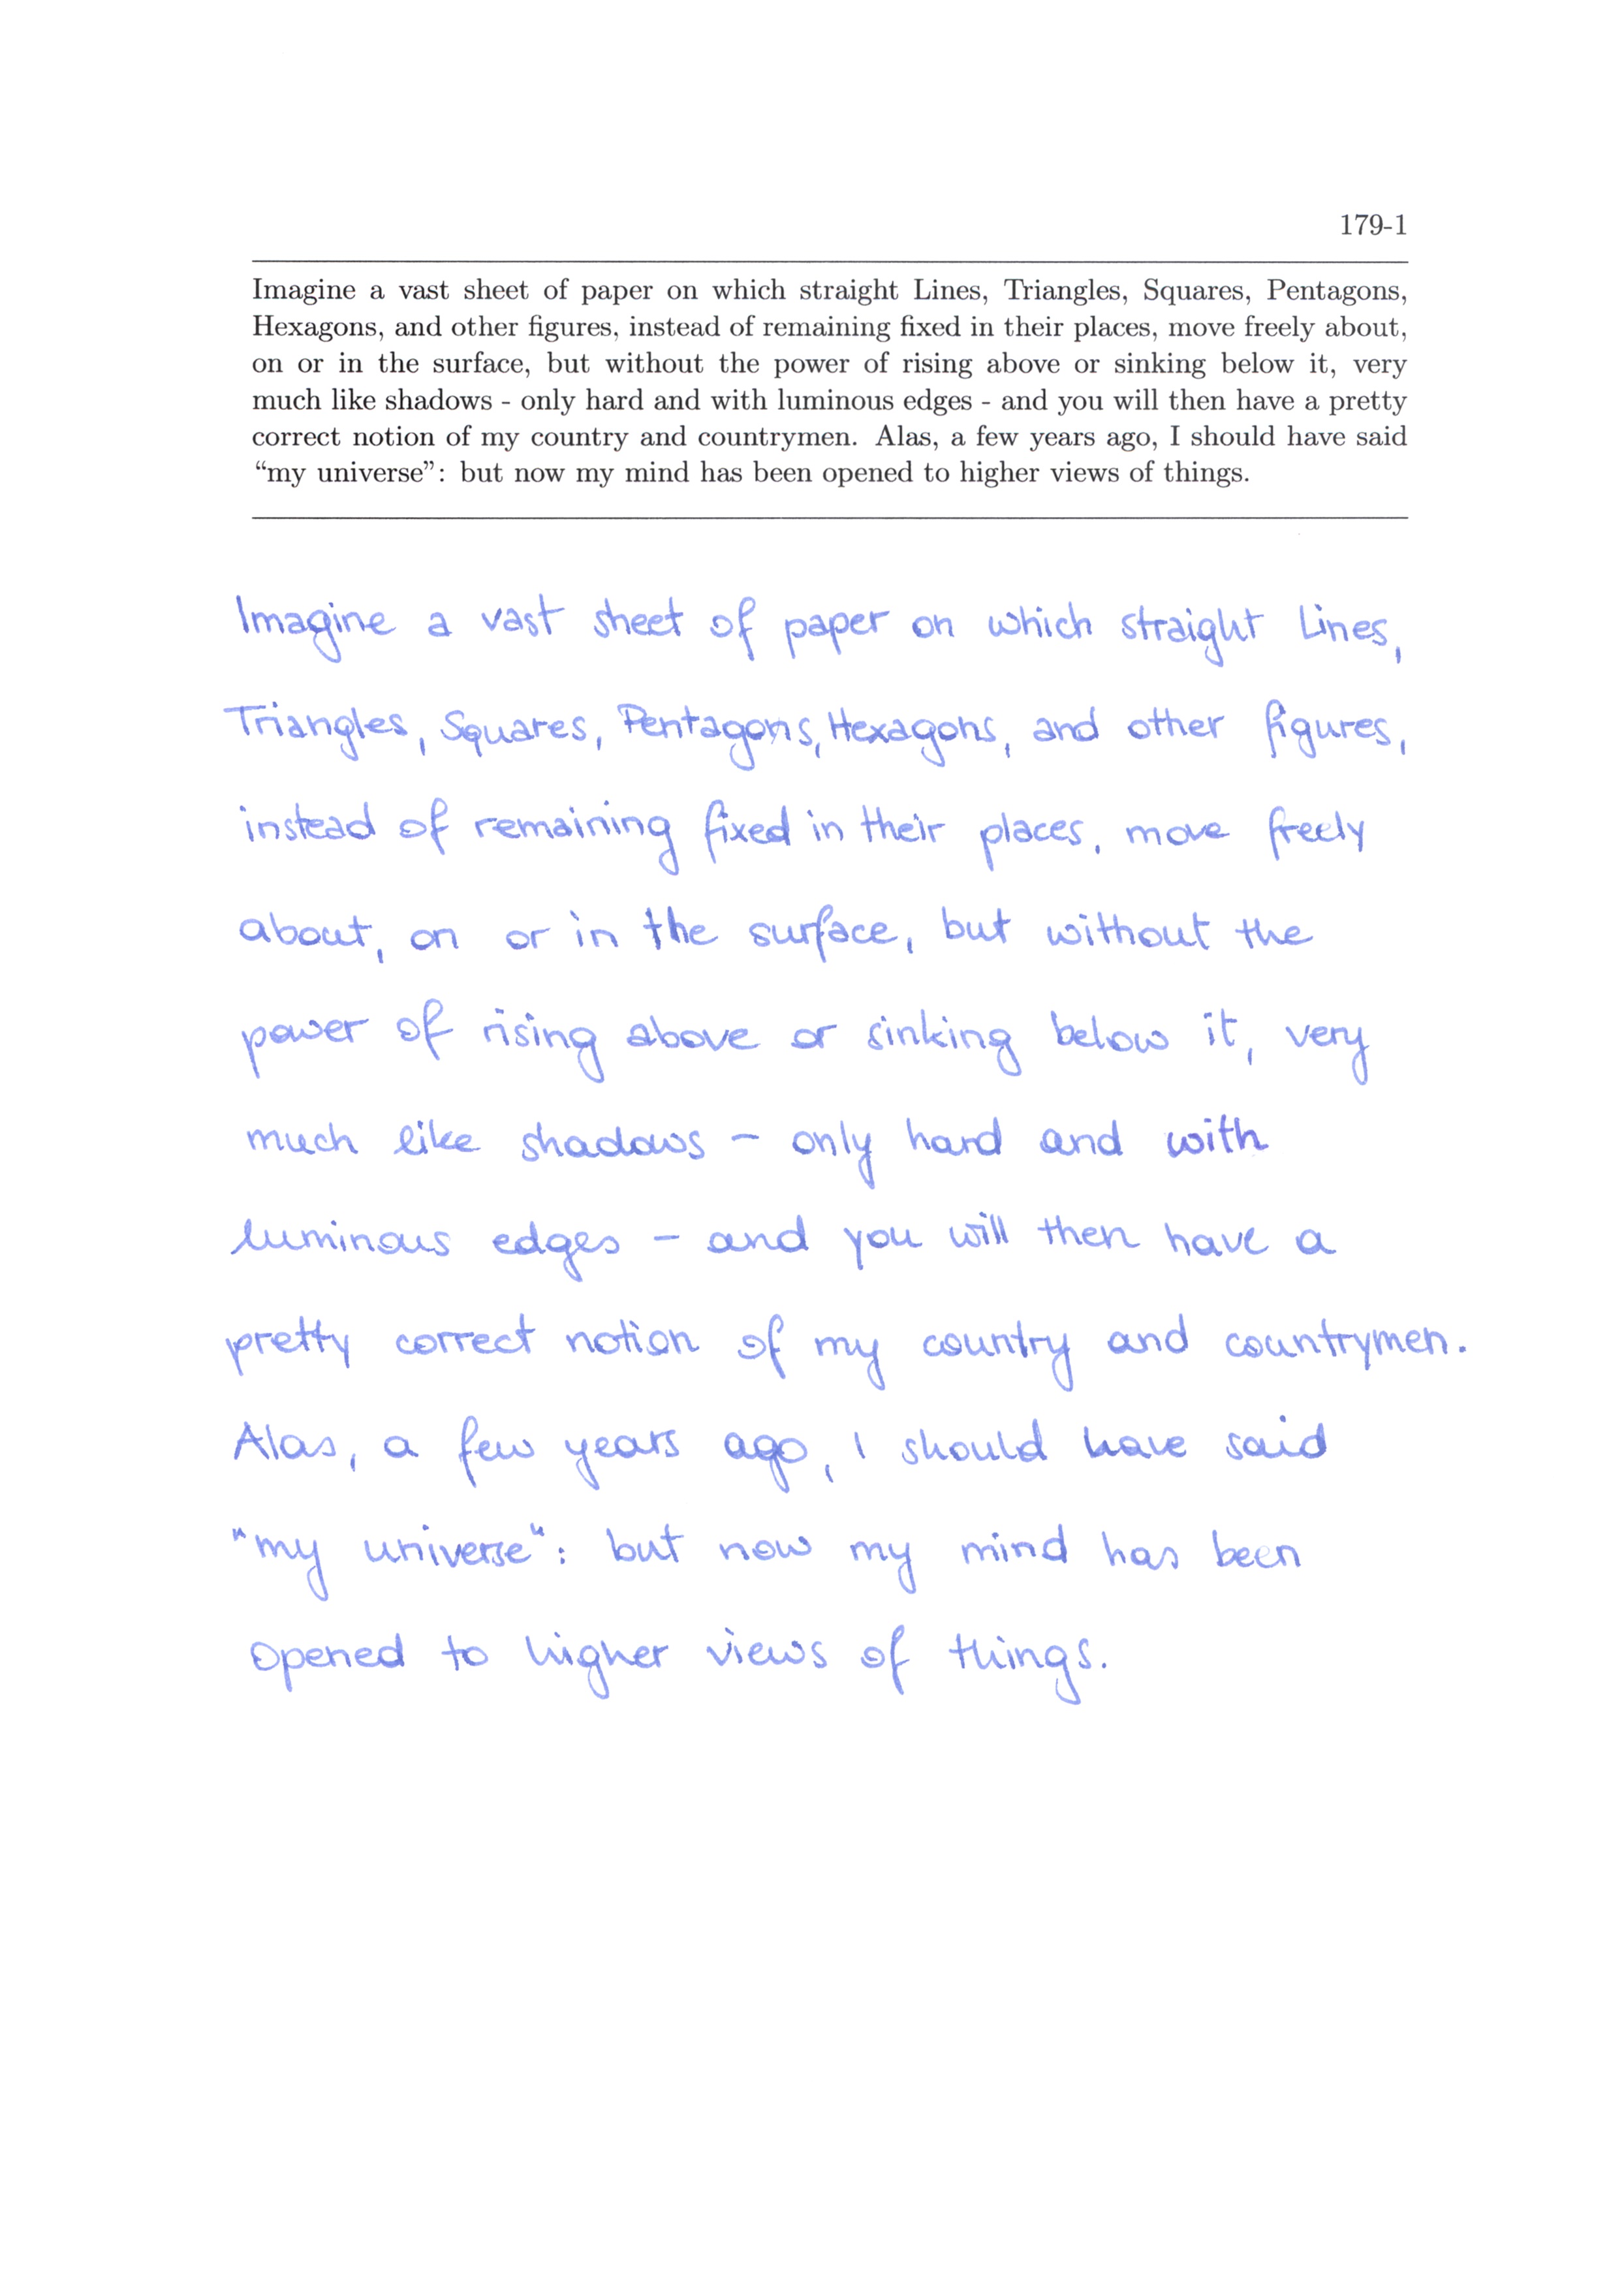 179-1
Imagine a vast sheet of paper on which straight Lines, Triangles, Squares, Pentagons,
Hexagons, and other figures, instead of remaining fixed in their places, move freely about,
on or in the surface, but without the power of rising above or sinking below it, very
much like shadows - only hard and with luminous edges - and you will then have a pretty
correct notion of my country and countrymen. Alas, a few years ago, I should have said
“my universe”: but now my mind has been opened to higher views of things.
Imagine a vast sheet of paper on which straight Lines,
Triangles, Squares, Pentagons, Hexagons, and other figures,
instead of remaining fixed in their places, move freely
about, on or in the surface, but without the
power of rising above or sinking below it, very
much like shadows - only hard and with
luminous edges - and you will then have a
pretty correct notion of my country and countrymen.
Alas, a few years ago, I should have said
"my universe": but now my mind has been
opened to higher views of things.